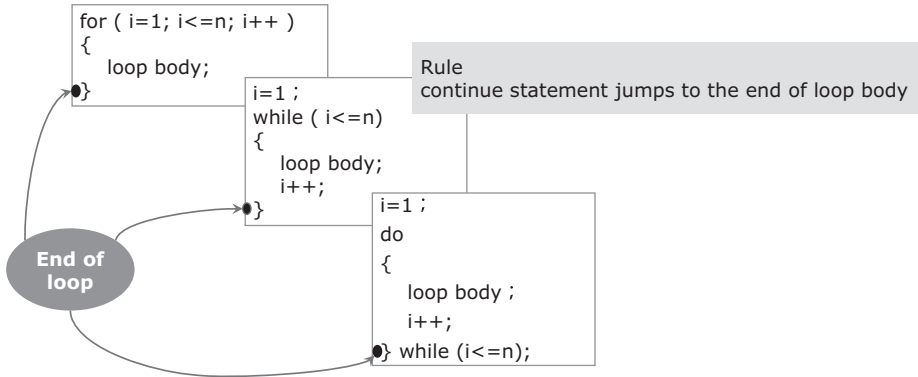 for ( i=1; i<=n; i++ )
{
loop body;
}
Rule
continue statement jumps to the end of loop body
i=1 ;
while ( i<=n)
{
loop body;
i++;
}
i=1 ;
do
{
loop body ;
i++;
} while (i<=n);
End of
loop